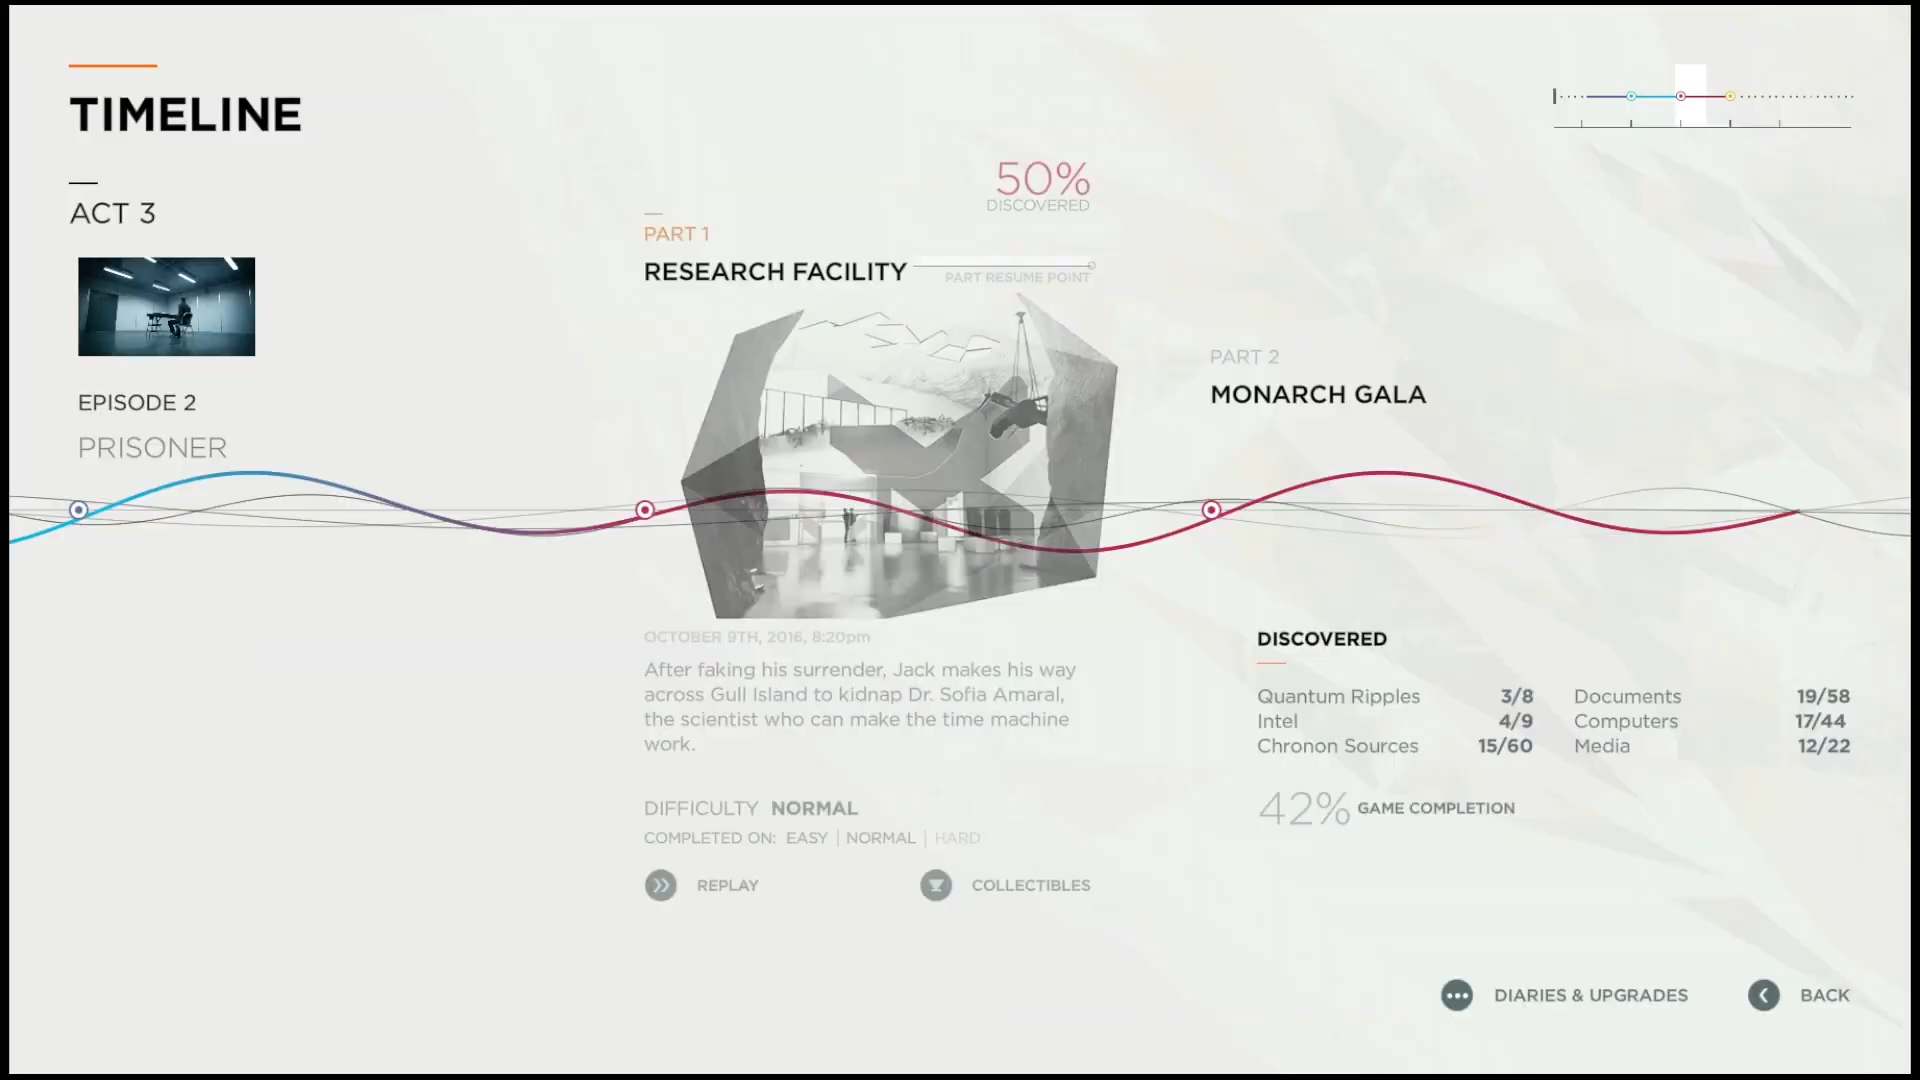 TIMELINE
ACT 3
EPISODE 2
PRISONER
50%
DISCOVERED
PART 1
RESEARCH FACILITY
PART RESUME POINT
PART 2
MONARCH GALA
OCTOBER 9TH, 2016, 8:20pm
After faking his surrender, Jack makes his way
across Gull Island to kidnap Dr. Sofia Amaral,
the scientist who can make the time machine
work.
DIFFICULTY NORMAL
COMPLETED ON: EASY | NORMAL | HARD
REPLAY COLLECTIBLES
DISCOVERED
Quantum Ripples 3/8 Documents 19/58
Intel 4/9 Computers 17/44
Chronon Sources 15/60 Media 12/22
42% GAME COMPLETION
DIARIES & UPGRADES BACK